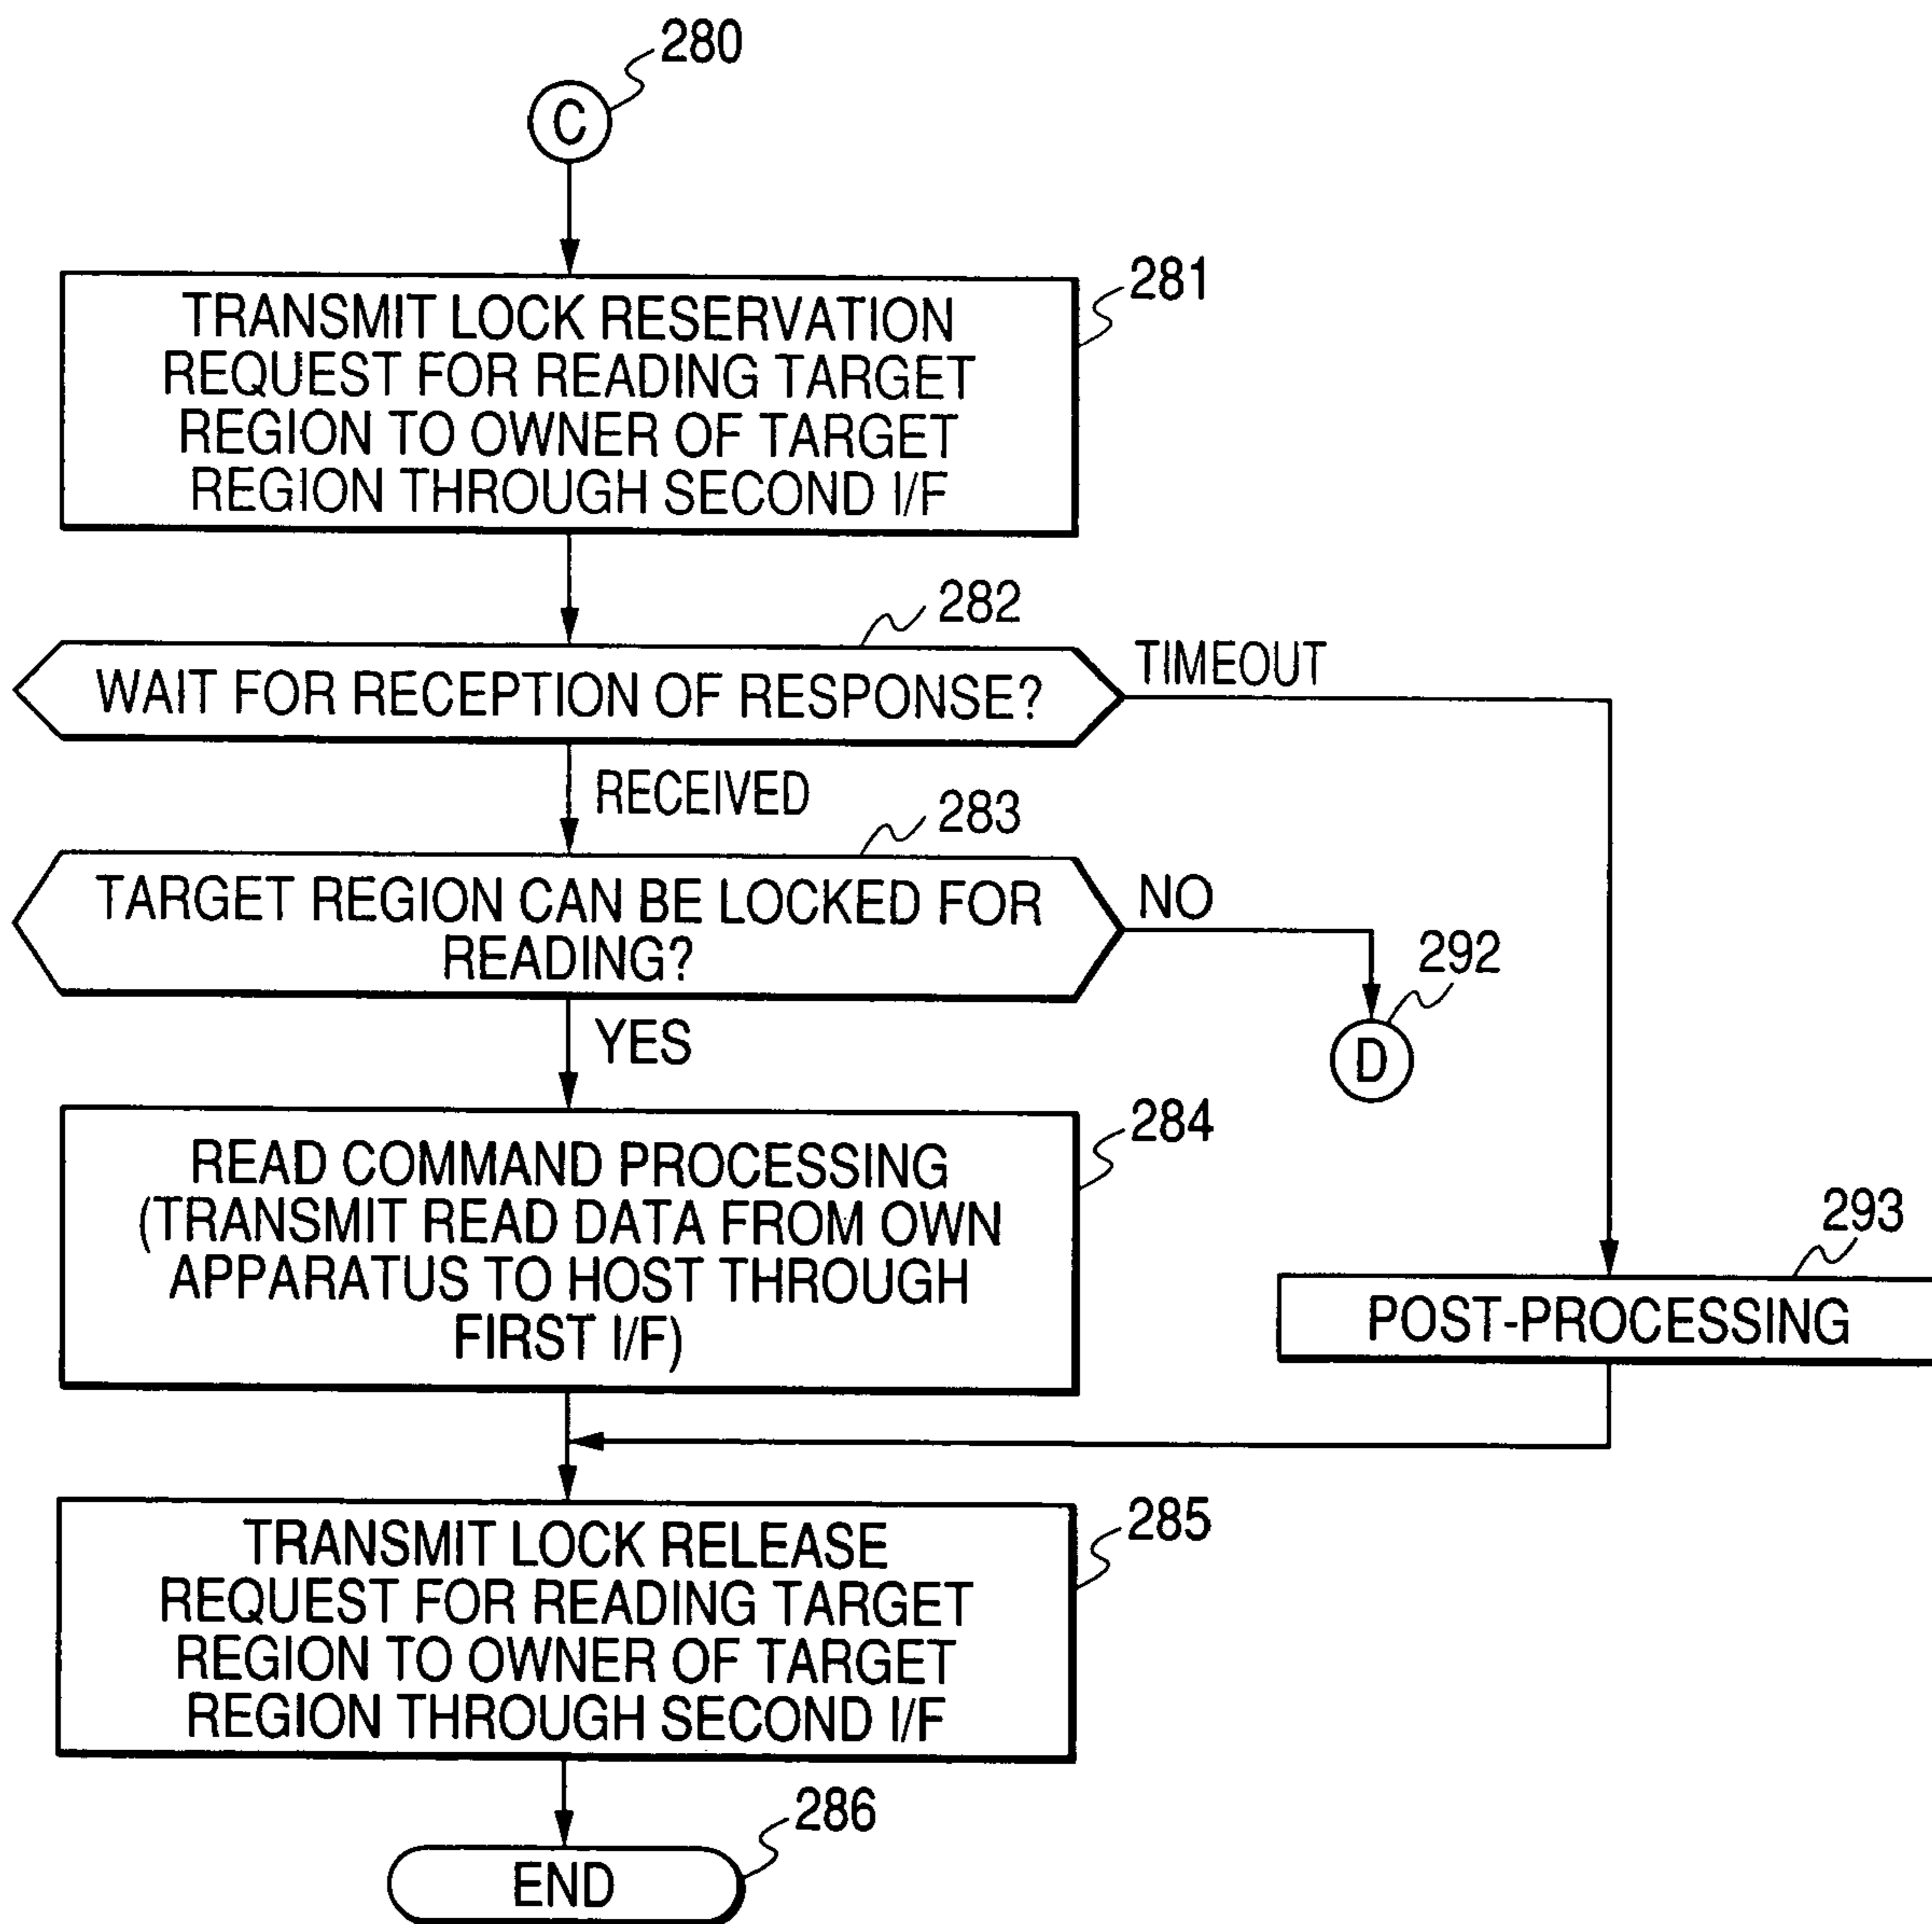 280
C
281
TRANSMIT LOCK RESERVATION
REQUEST FOR READING TARGET
REGION TO OWNER OF TARGET
REGION THROUGH SECOND I/F
282
WAIT FOR RECEPTION OF RESPONSE?
TIMEOUT
RECEIVED
283
TARGET REGION CAN BE LOCKED FOR
READING?
NO
292
D
YES
284
READ COMMAND PROCESSING
(TRANSMIT READ DATA FROM OWN
APPARATUS TO HOST THROUGH
FIRST I/F)
293
POST-PROCESSING
285
TRANSMIT LOCK RELEASE
REQUEST FOR READING TARGET
REGION TO OWNER OF TARGET
REGION THROUGH SECOND I/F
286
END